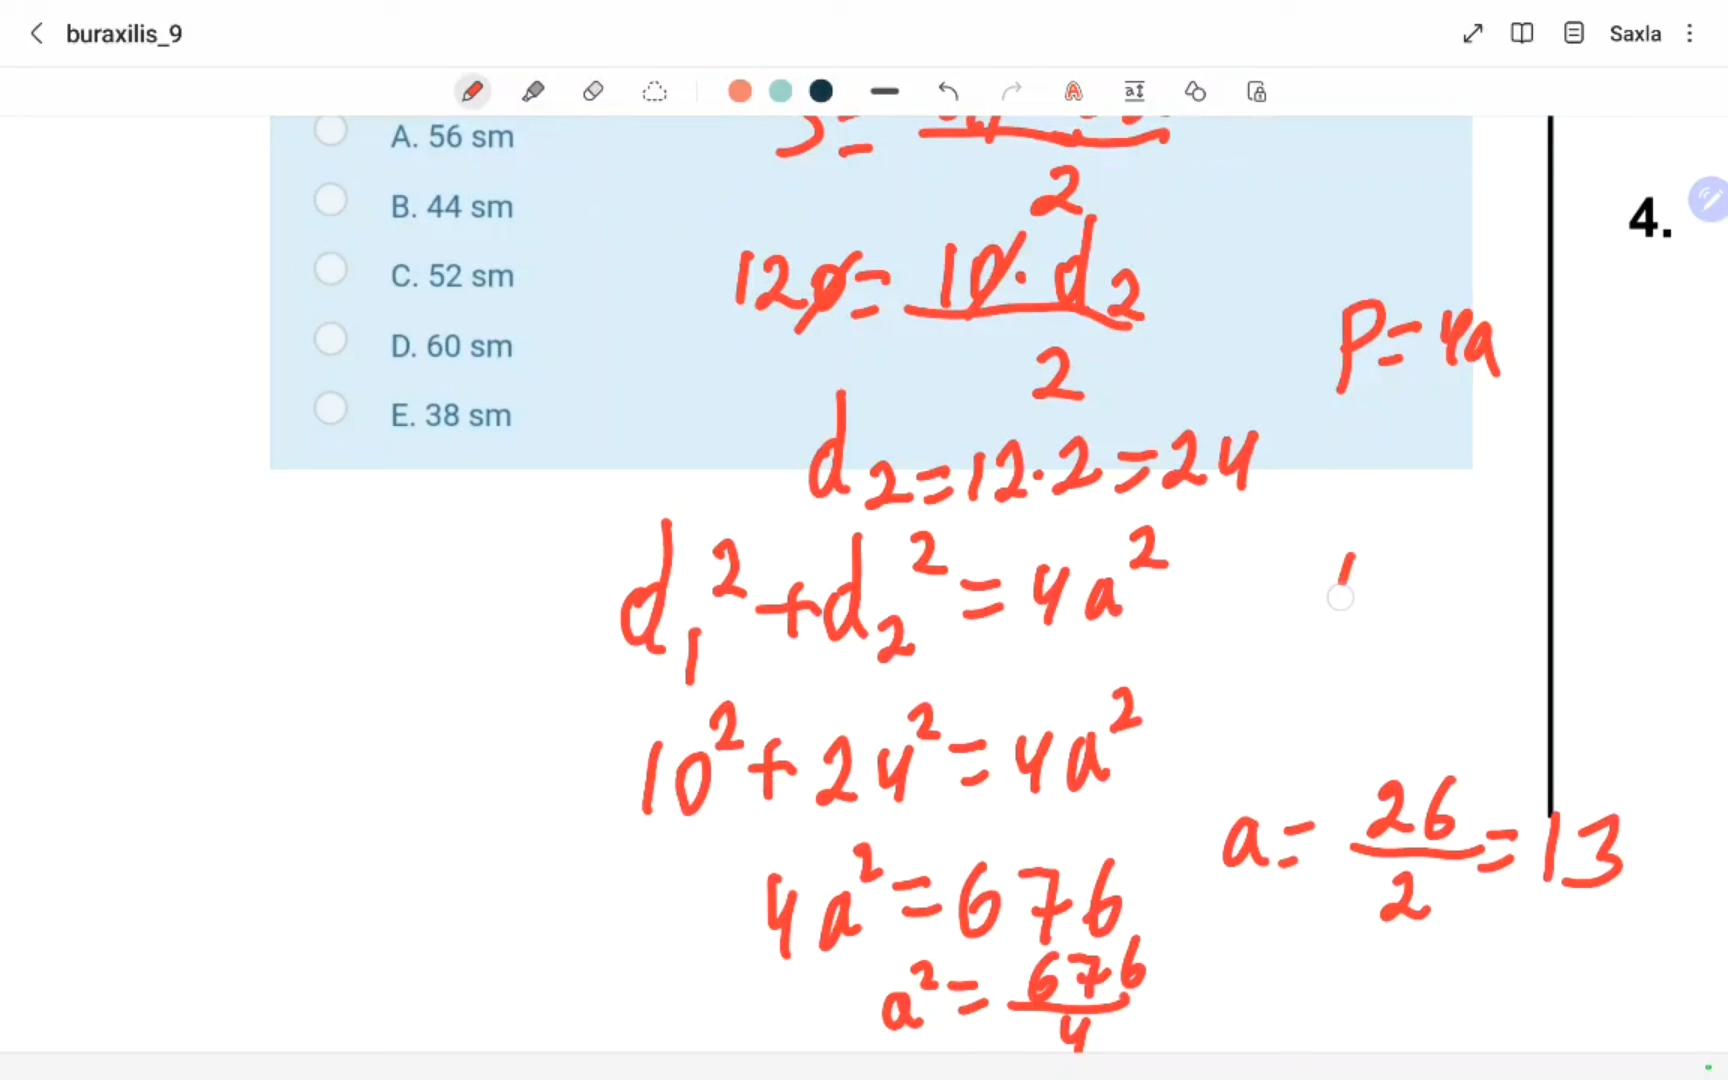 buraxilis_9
Saxla
A. 56 sm
B. 44 sm
C. 52 sm
D. 60 sm
E. 38 sm
S=
2
120= 10·d₂
2
d₂=12·2=24
P=4a
d₁²+d₂²=4a²
10²+24²=4a²
4a²=676
a²= 676
4
a= 26 =13
2
4.